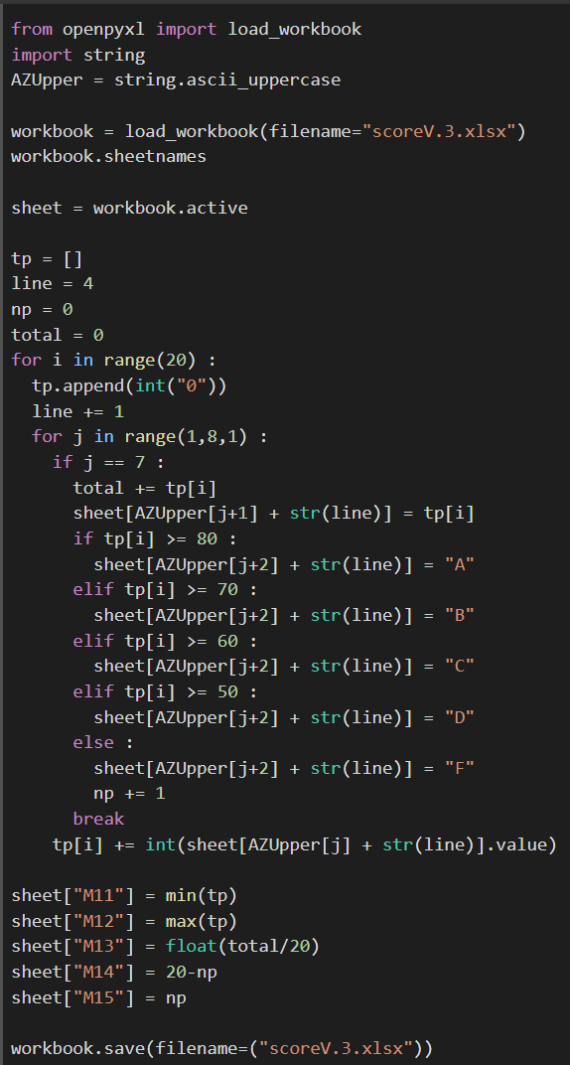 from openpyxl import load_workbook
import string
AZUpper = string.ascii_uppercase

workbook = load_workbook(filename="scoreV.3.xlsx")
workbook.sheetnames

sheet = workbook.active

tp = []
line = 4
np = 0
total = 0
for i in range(20) :
  tp.append(int("0"))
  line += 1
  for j in range(1,8,1) :
    if j == 7 :
      total += tp[i]
      sheet[AZUpper[j+1] + str(line)] = tp[i]
      if tp[i] >= 80 :
        sheet[AZUpper[j+2] + str(line)] = "A"
      elif tp[i] >= 70 :
        sheet[AZUpper[j+2] + str(line)] = "B"
      elif tp[i] >= 60 :
        sheet[AZUpper[j+2] + str(line)] = "C"
      elif tp[i] >= 50 :
        sheet[AZUpper[j+2] + str(line)] = "D"
      else :
        sheet[AZUpper[j+2] + str(line)] = "F"
        np += 1
      break
    tp[i] += int(sheet[AZUpper[j] + str(line)].value)

sheet["M11"] = min(tp)
sheet["M12"] = max(tp)
sheet["M13"] = float(total/20)
sheet["M14"] = 20-np
sheet["M15"] = np

workbook.save(filename=("scoreV.3.xlsx"))